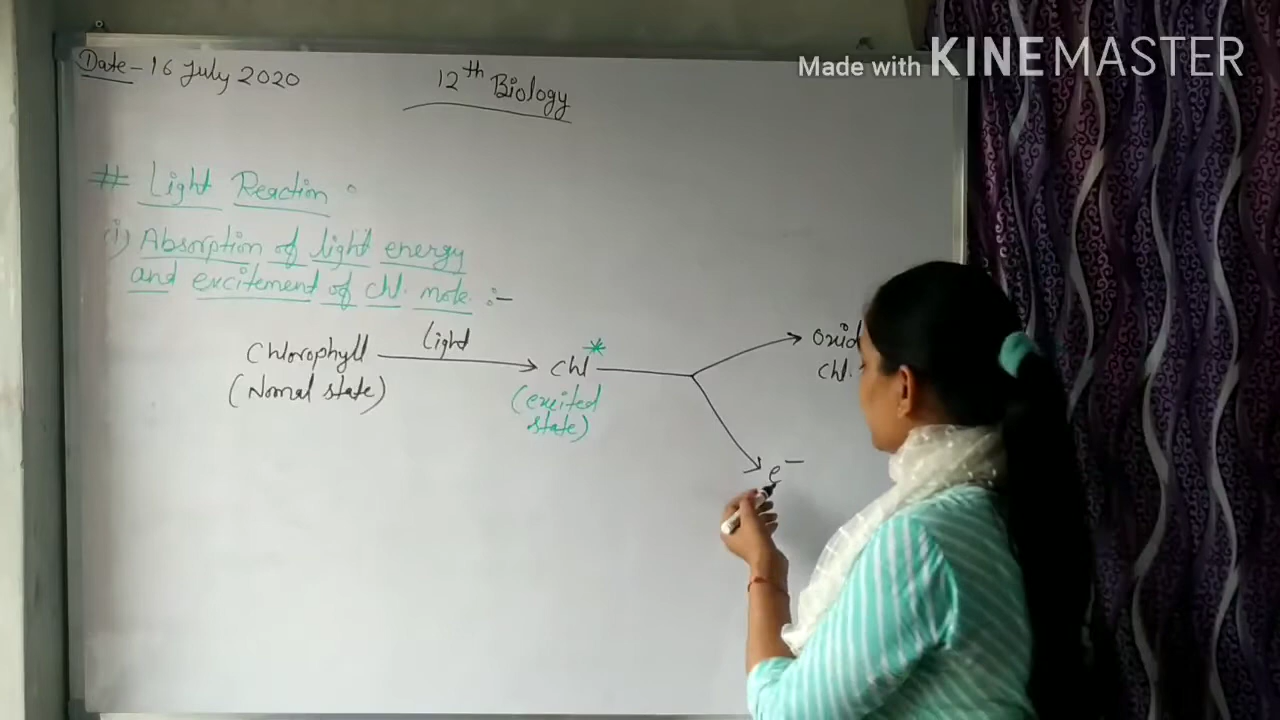 Date - 16 July 2020
12th Biology
Made with KINEMASTER
# Light Reaction :
(i) Absorption of light energy
and excitement of chl. mole. :-
Chlorophyll
(Normal state)
light
Chl*
(excited
state)
Oxid
Chl.
e⁻